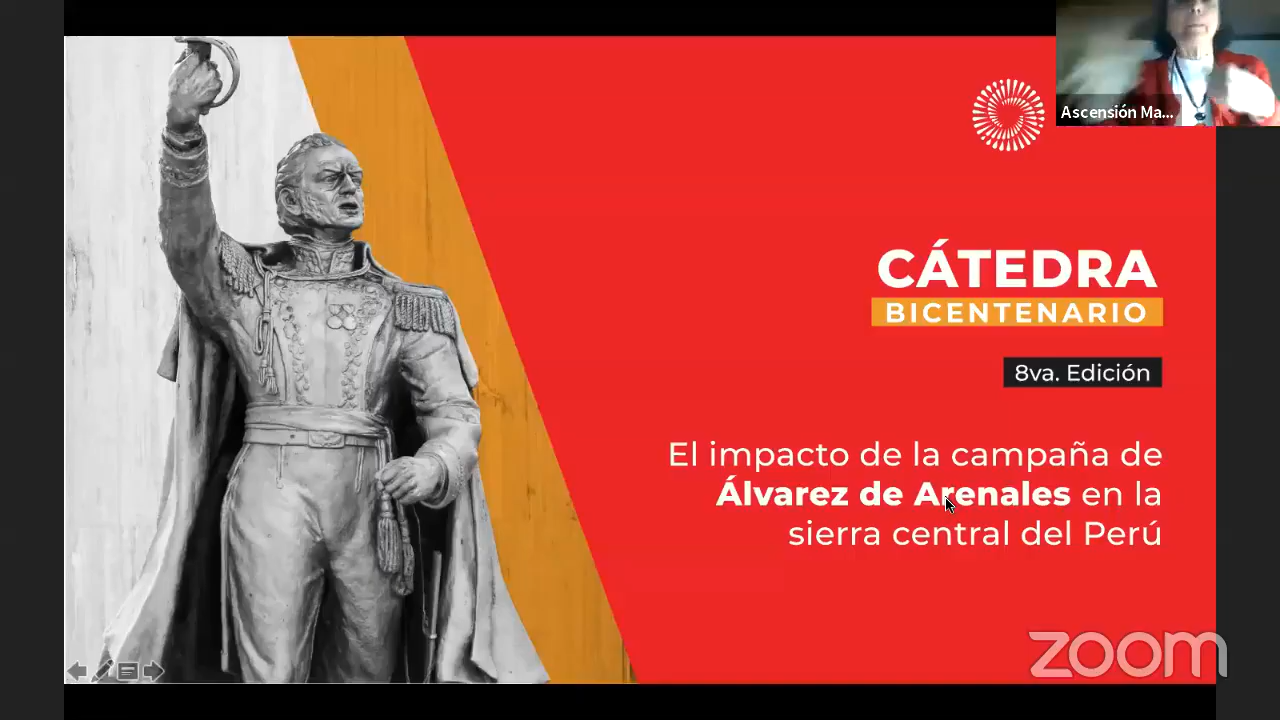 Ascensión Ma...
CÁTEDRA
BICENTENARIO
8va. Edición
El impacto de la campaña de
Álvarez de Arenales en la
sierra central del Perú
zoom